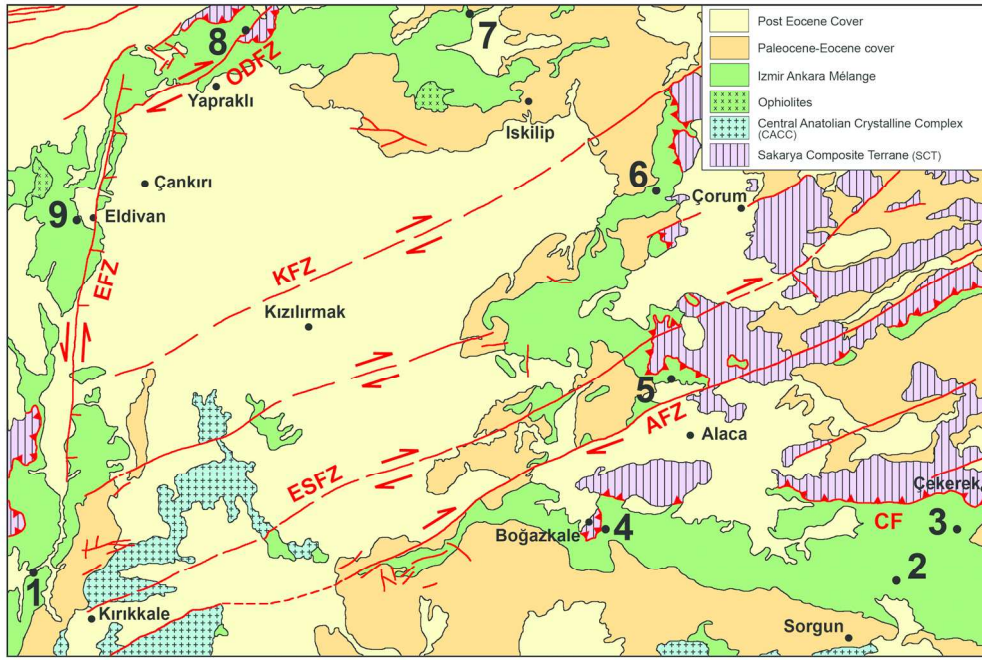 8
7
ODFZ
Yapraklı
Iskilip
Post Eocene Cover
Paleocene-Eocene cover
Izmir Ankara Mélange
Ophiolites
Central Anatolian Crystalline Complex
(CACC)
Sakarya Composite Terrane (SCT)
Çankırı
9
Eldivan
EFZ
KFZ
6
Çorum
Kızılırmak
5
AFZ
Alaca
ESFZ
Çekerek
CF
3
Boğazkale
4
2
1
Kırıkkale
Sorgun